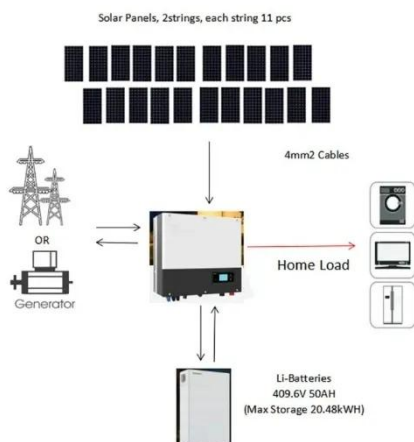 Solar Panels, 2strings, each string 11 pcs
4mm2 Cables
OR
Generator
Home Load
Li-Batteries
409.6V 50AH
(Max Storage 20.48kWH)